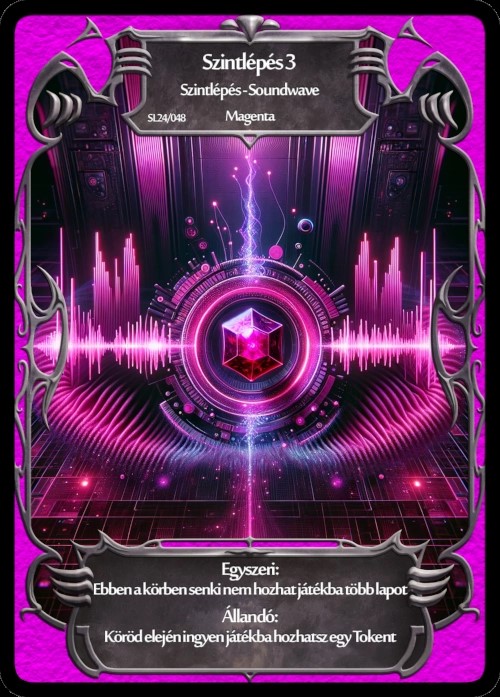 Szintlépés 3
Szintlépés - Soundwave
SL24/048
Magenta
Egyszeri:
Ebben a körben senki nem hozhat játékba több lapot
Állandó:
Köröd elején ingyen játékba hozhatsz egy Tokent